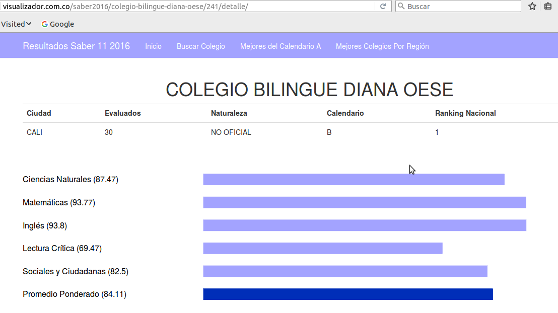 visualizador.com.co/saber2016/colegio-bilingue-diana-oese/241/detalle/ Buscar
Visited Google
Resultados Saber 11 2016 Inicio Buscar Colegio Mejores del Calendario A Mejores Colegios Por Región
COLEGIO BILINGUE DIANA OESE
Ciudad Evaluados Naturaleza Calendario Ranking Nacional
CALI 30 NO OFICIAL B 1
Ciencias Naturales (87.47)
Matemáticas (93.77)
Inglés (93.8)
Lectura Crítica (69.47)
Sociales y Ciudadanas (82.5)
Promedio Ponderado (84.11)